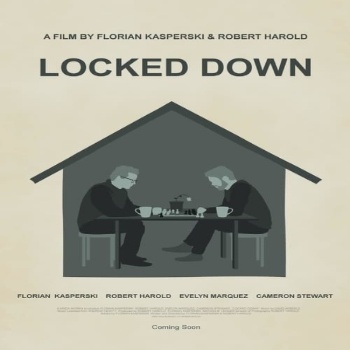 A FILM BY FLORIAN KASPERSKI & ROBERT HAROLD
LOCKED DOWN
FLORIAN KASPERSKI ROBERT HAROLD EVELYN MARQUEZ CAMERON STEWART
Coming Soon